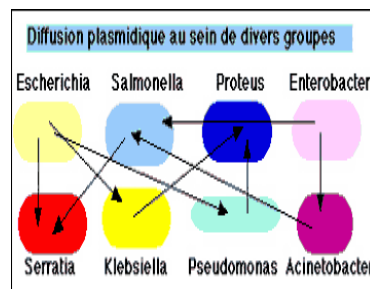 Diffusion plasmidique au sein de divers groupes
Escherichia Salmonella Proteus Enterobacter
Serratia Klebsiella Pseudomonas Acinetobacter